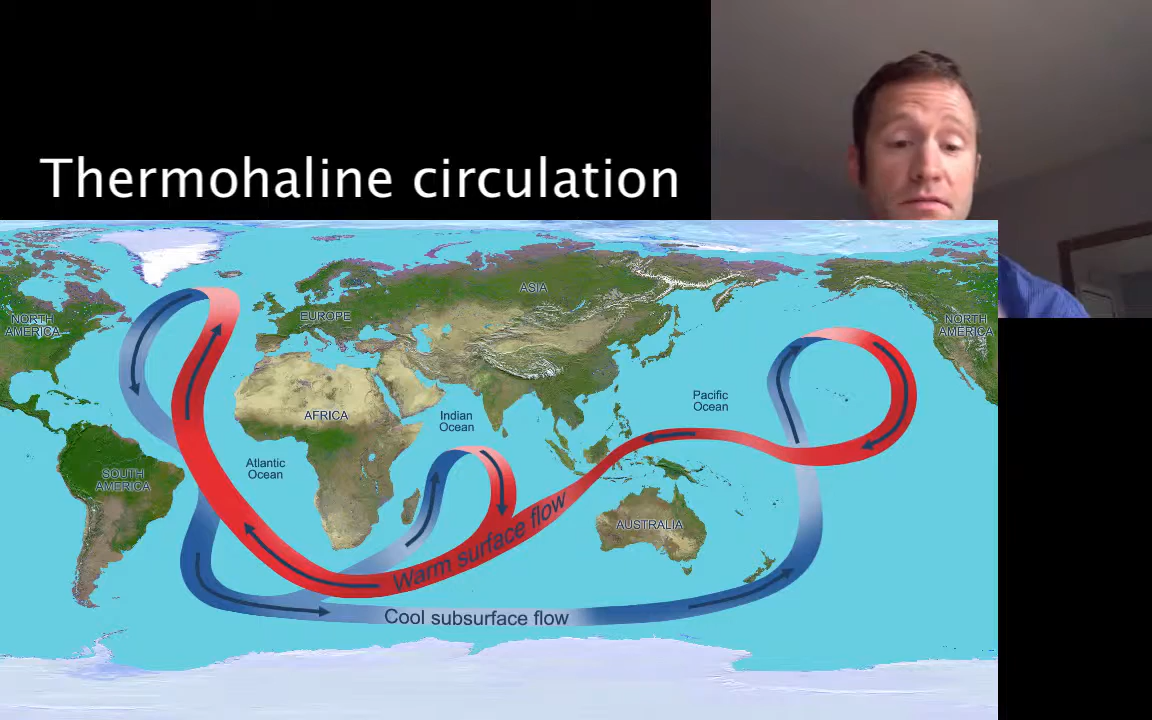 Thermohaline circulation
ASIA
EUROPE
NORTH
AMERICA
NORTH
AMERICA
Pacific
Ocean
AFRICA
Indian
Ocean
Atlantic
Ocean
SOUTH
AMERICA
AUSTRALIA
Warm surface flow
Cool subsurface flow